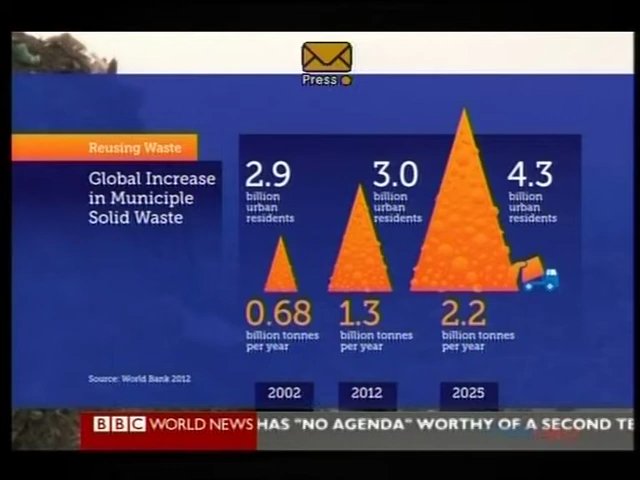 Press
Reusing Waste
Global Increase
in Municiple
Solid Waste
2.9
billion
urban
residents
3.0
billion
urban
residents
4.3
billion
urban
residents
0.68
billion tonnes
per year
1.3
billion tonnes
per year
2.2
billion tonnes
per year
Source: World Bank 2012
2002
2012
2025
BBC WORLD NEWS HAS "NO AGENDA" WORTHY OF A SECOND TE